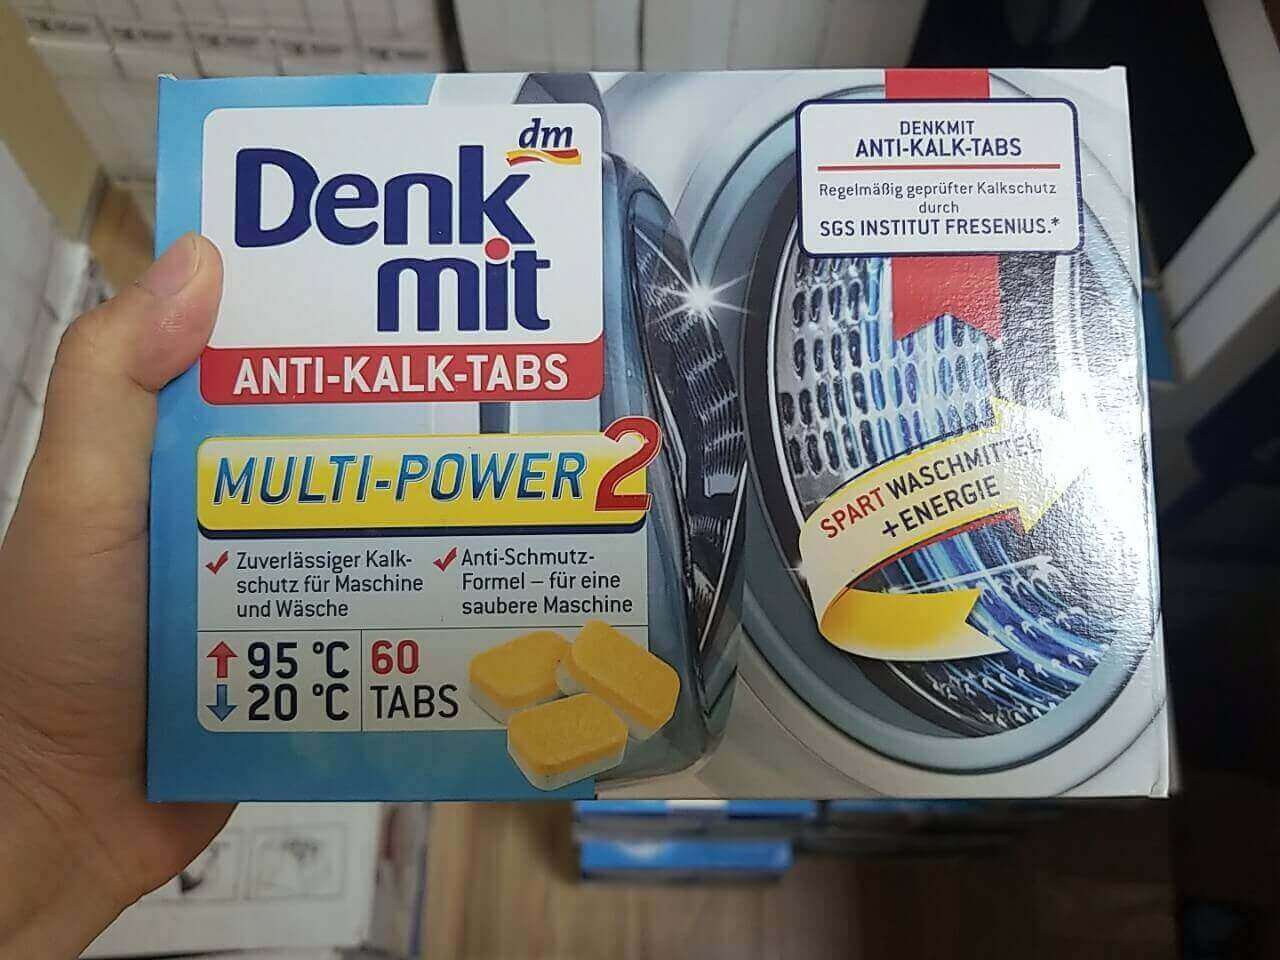 dm
Denk
mit
ANTI-KALK-TABS
MULTI-POWER 2
✓ Zuverlässiger Kalk-
schutz für Maschine
und Wäsche
✓ Anti-Schmutz-
Formel – für eine
saubere Maschine
↑ 95 °C
↓ 20 °C
60
TABS
DENKMIT
ANTI-KALK-TABS
Regelmäßig geprüfter Kalkschutz
durch
SGS INSTITUT FRESENIUS.*
SPART WASCHMITTEL
+ENERGIE